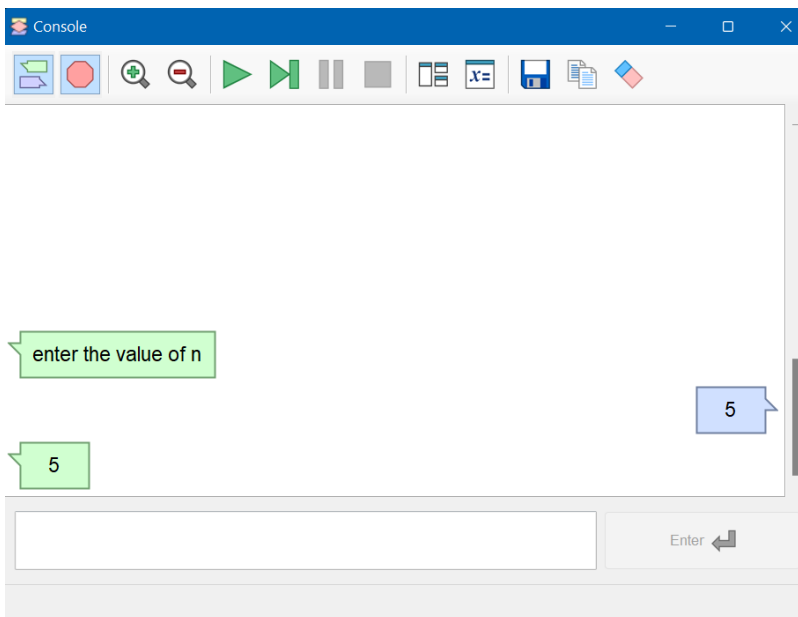 Console
x=
enter the value of n
5
5
Enter